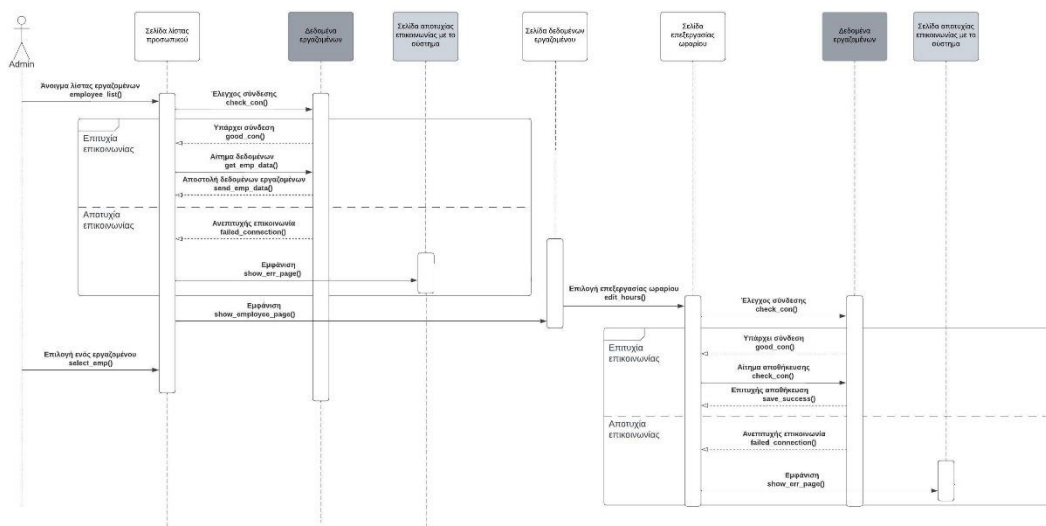 Σελίδα λίστας
προσωπικού
Δεδομένα
εργαζομένων
Σελίδα αποτυχίας
επικοινωνίας με το
σύστημα
Σελίδα δεδομένων
εργαζομένου
Σελίδα
επεξεργασίας
ωραρίου
Δεδομένα
εργαζομένων
Σελίδα αποτυχίας
επικοινωνίας με το
σύστημα
Admin
Άνοιγμα λίστας εργαζομένων
employee_list()
Έλεγχος σύνδεσης
check_con()
Επιτυχία
επικοινωνίας
Υπάρχει σύνδεση
good_con()
Αίτημα δεδομένων
get_emp_data()
Αποστολή δεδομένων εργαζομένων
send_emp_data()
Αποτυχία
επικοινωνίας
Ανεπιτυχής επικοινωνία
failed_connection()
Εμφάνιση
show_err_page()
Επιλογή επεξεργασίας ωραρίου
edit_hours()
Εμφάνιση
show_employee_page()
Έλεγχος σύνδεσης
check_con()
Επιλογή ενός εργαζομένου
select_emp()
Επιτυχία
επικοινωνίας
Υπάρχει σύνδεση
good_con()
Αίτημα αποθήκευσης
check_con()
Επιτυχής αποθήκευση
save_success()
Αποτυχία
επικοινωνίας
Ανεπιτυχής επικοινωνία
failed_connection()
Εμφάνιση
show_err_page()